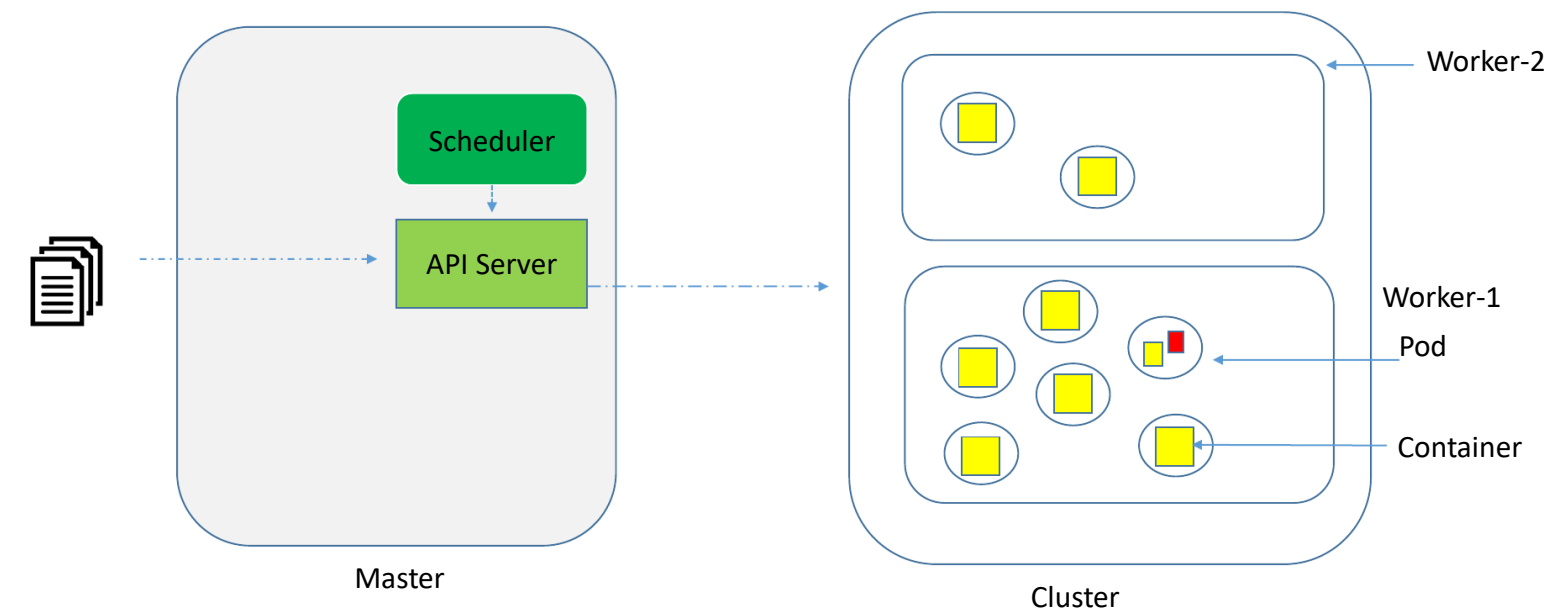 Scheduler
API Server
Master
Worker-2
Worker-1
Pod
Container
Cluster